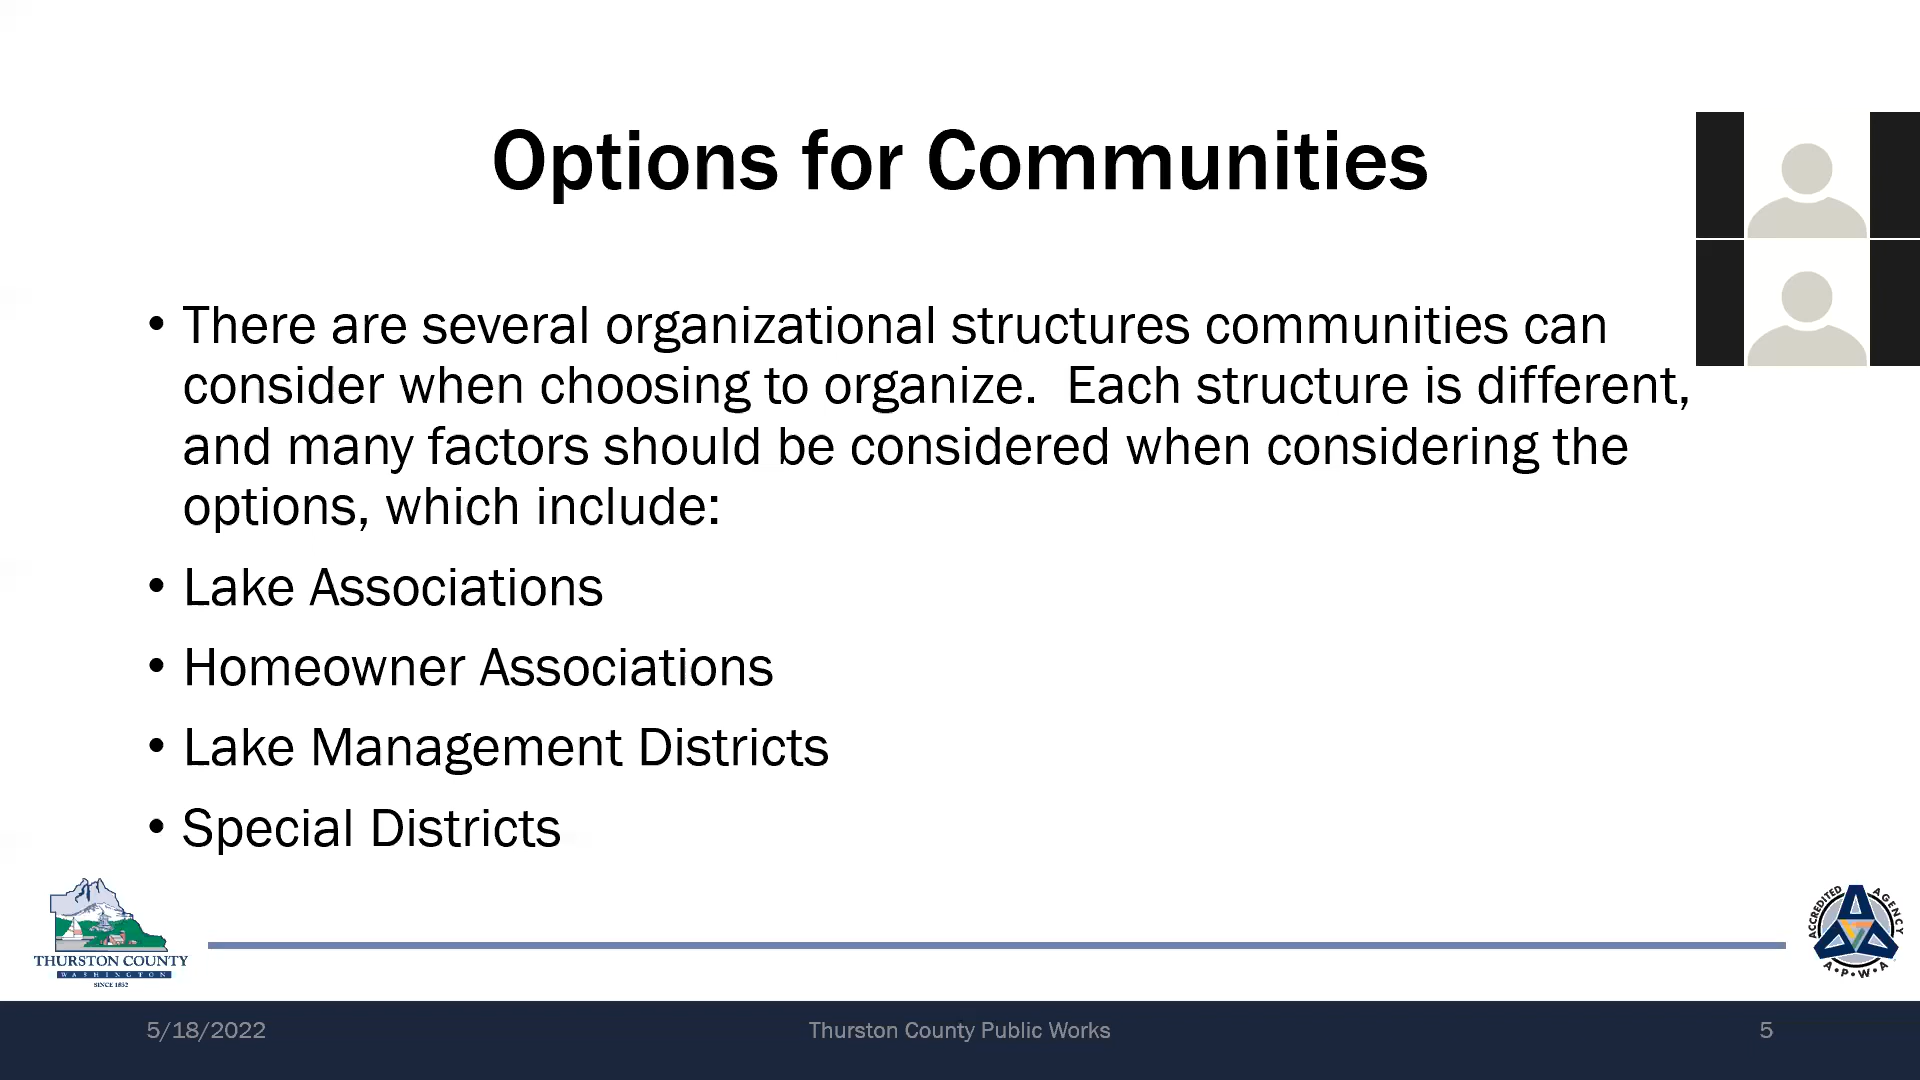 Options for Communities
• There are several organizational structures communities can
consider when choosing to organize.  Each structure is different,
and many factors should be considered when considering the
options, which include:
• Lake Associations
• Homeowner Associations
• Lake Management Districts
• Special Districts
THURSTON COUNTY
WASHINGTON
SINCE 1852
ACCREDITED AGENCY
A•P•W•A
5/18/2022
Thurston County Public Works
5